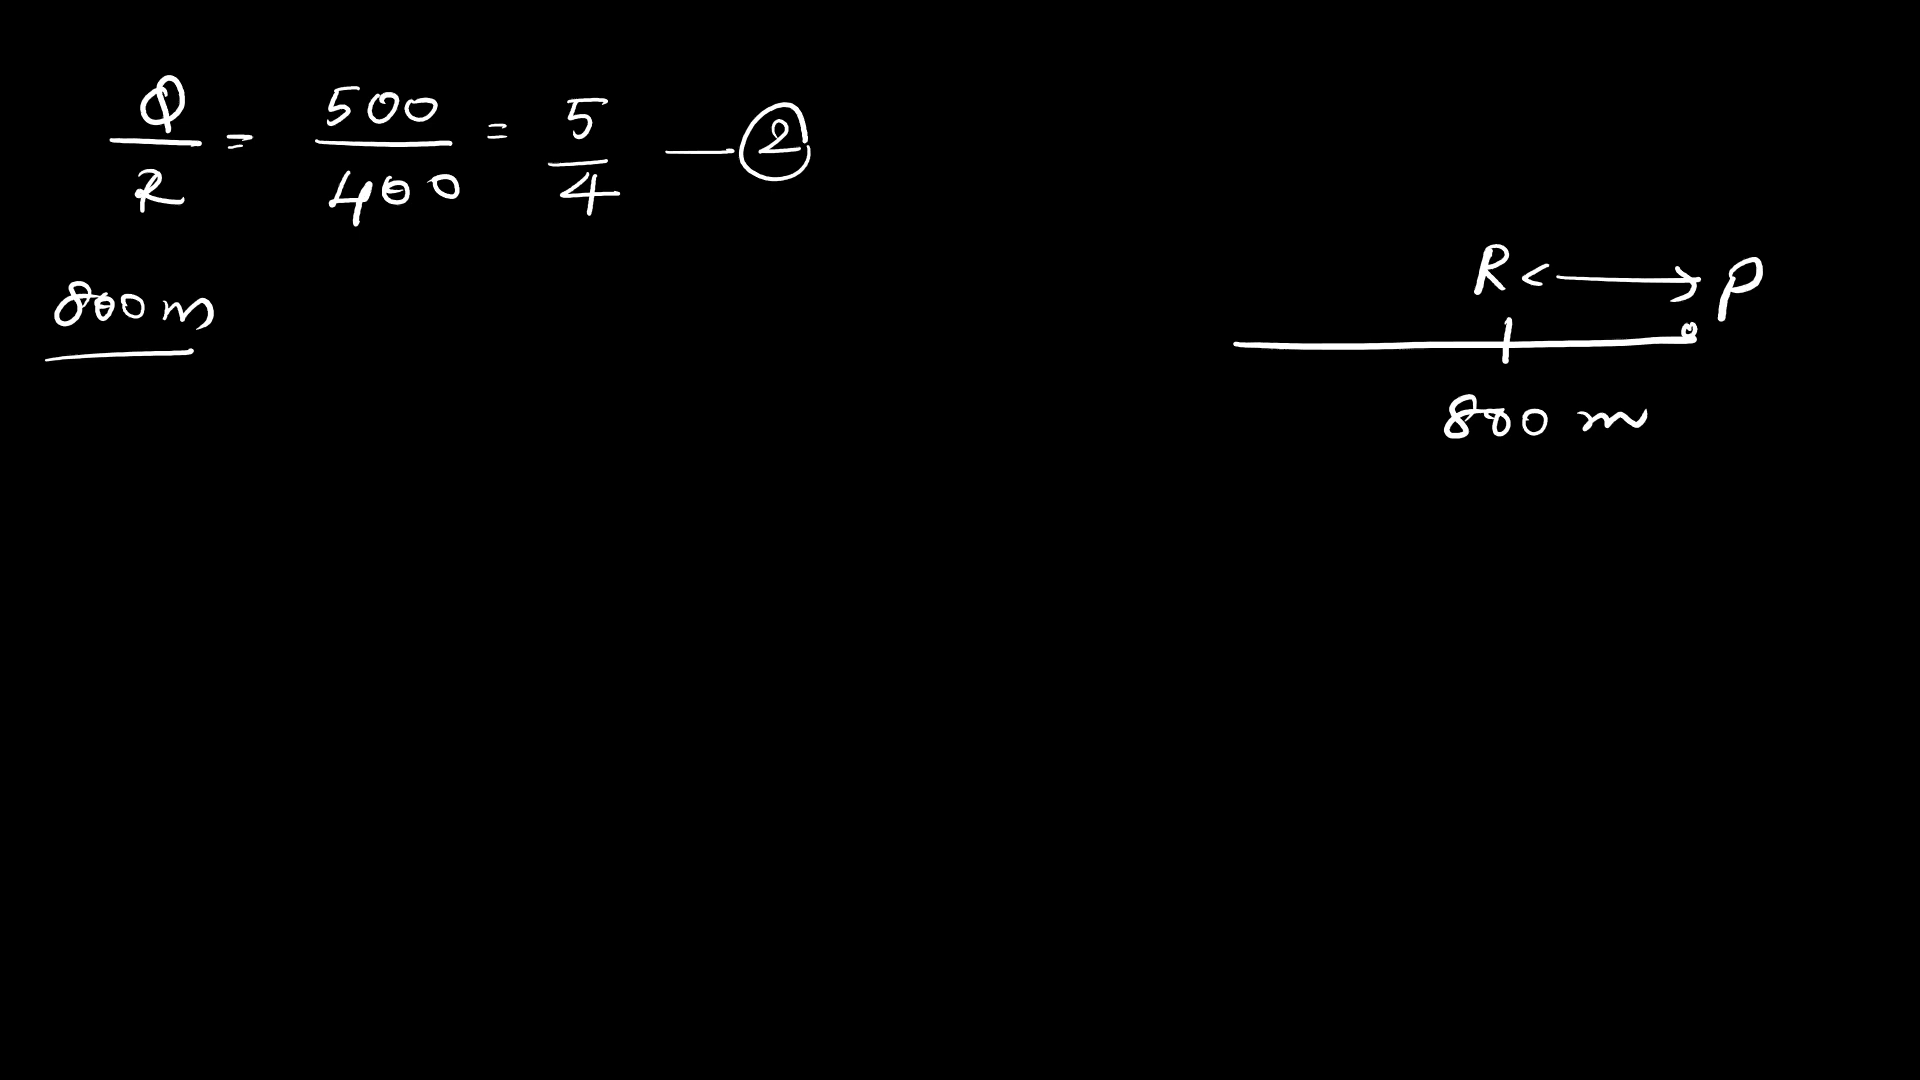 Q/R = 500/400 = 5/4 — ②
800 m
R <—> P
800 m